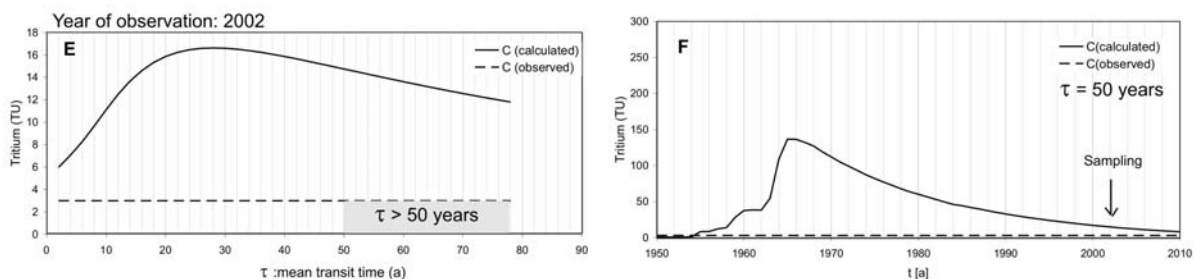 Year of observation: 2002
E
C (calculated)
C (observed)
Tritium (TU)
18
16
14
12
10
8
6
4
2
0
τ > 50 years
0 10 20 30 40 50 60 70 80 90
τ :mean transit time (a)
F
C(calculated)
C(observed)
τ = 50 years
Sampling
Tritium (TU)
300
250
200
150
100
50
0
1950 1960 1970 1980 1990 2000 2010
t [a]